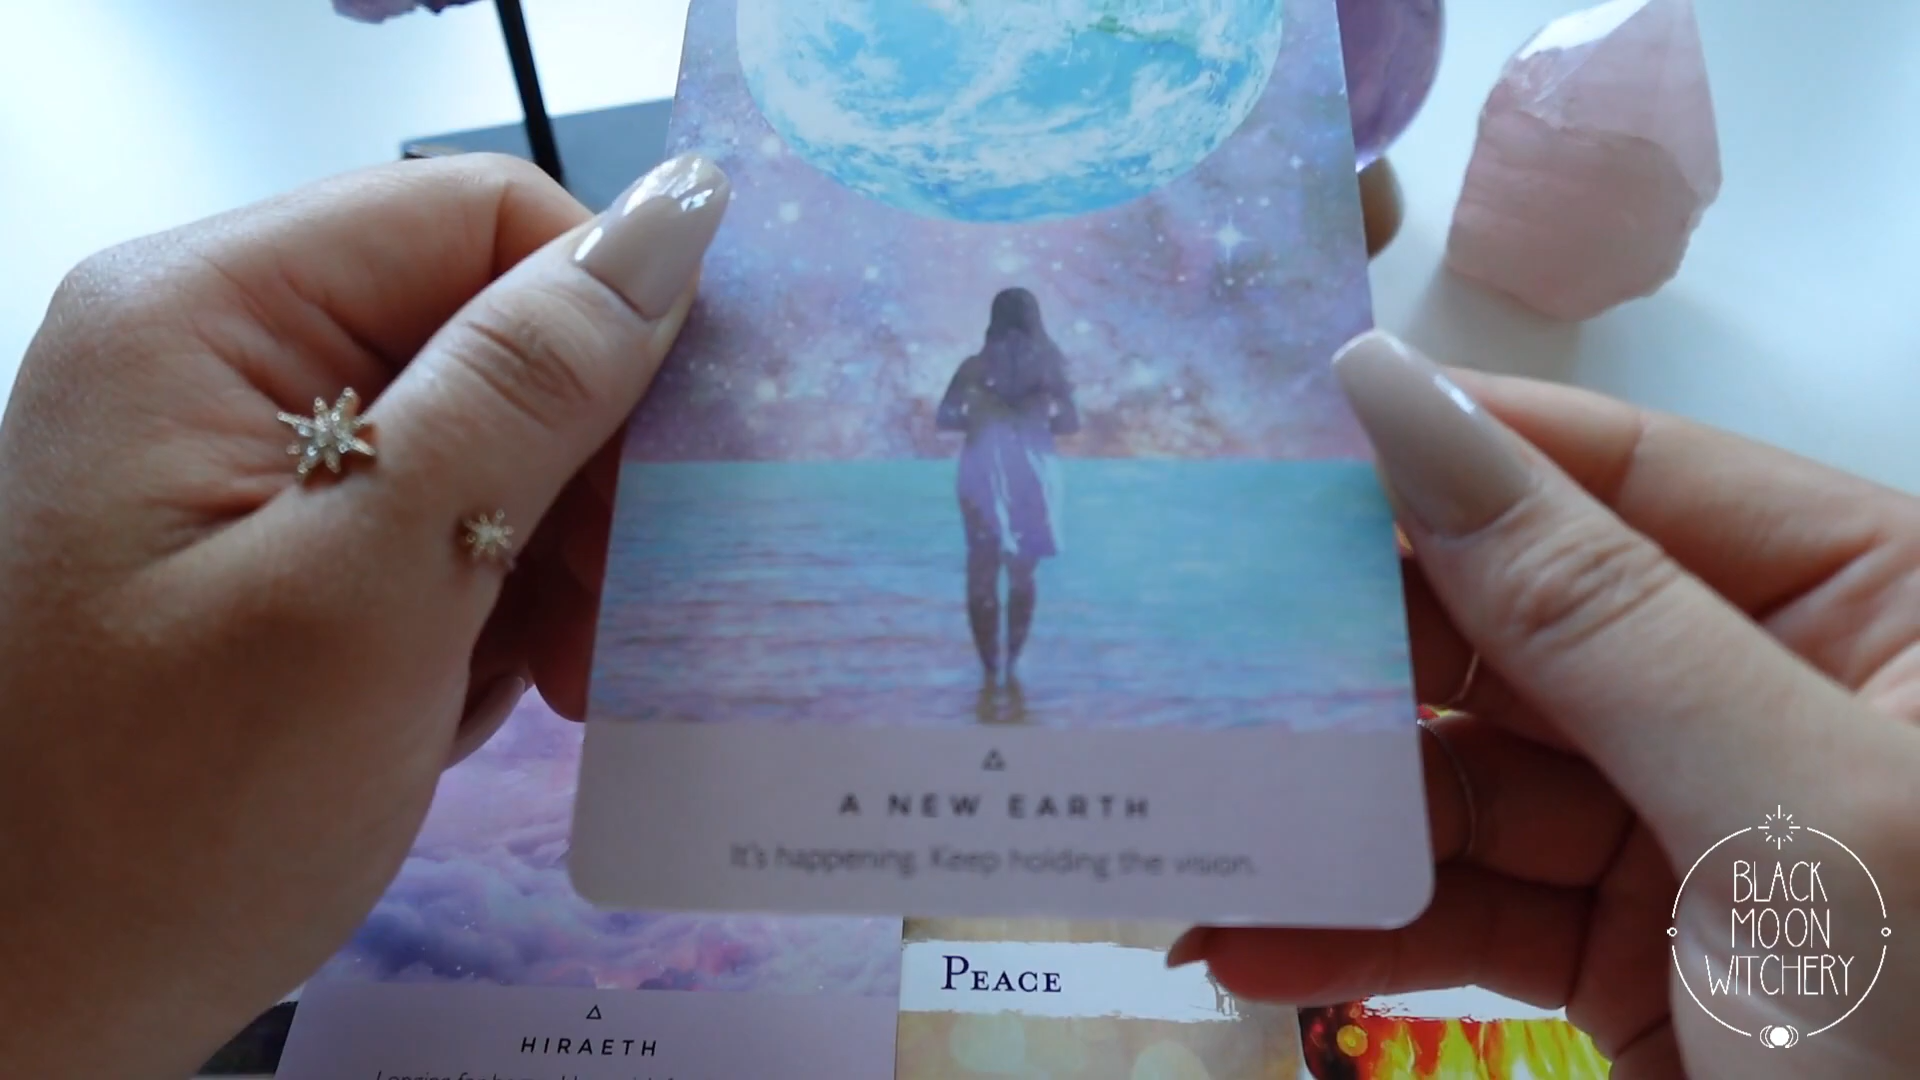 A NEW EARTH
It's happening. Keep holding the vision.
PEACE
HIRAETH
BLACK
MOON
WITCHERY